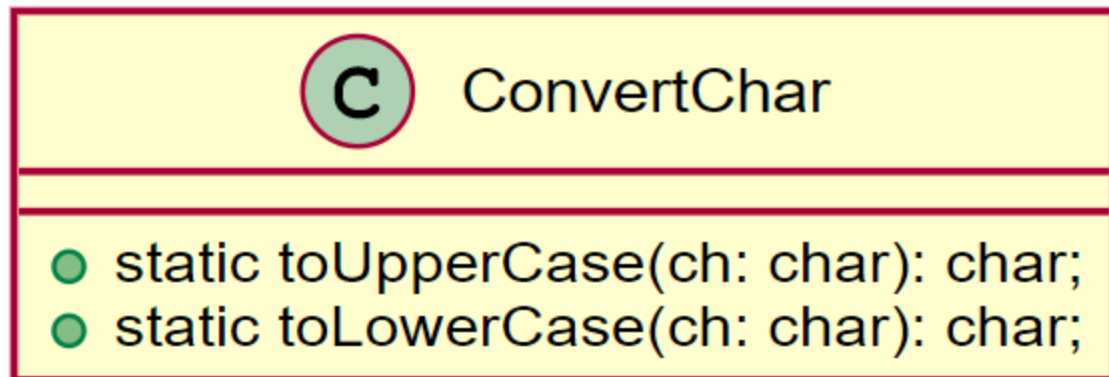 C ConvertChar
static toUpperCase(ch: char): char;
static toLowerCase(ch: char): char;